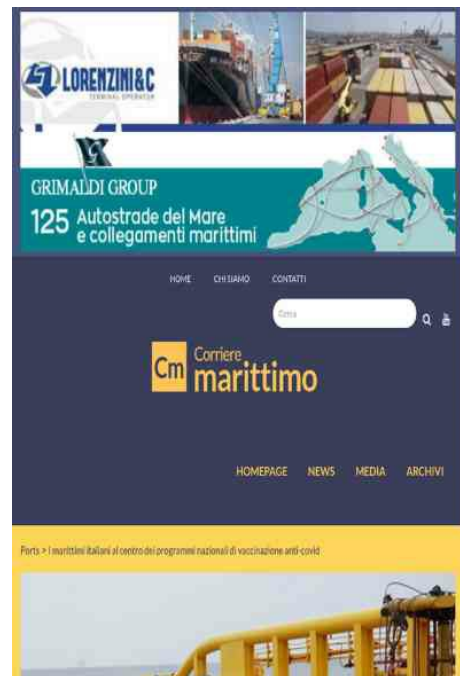 LORENZINI&C
TERMINAL OPERATOR
GRIMALDI GROUP
125 Autostrade del Mare
e collegamenti marittimi
HOME CHI SIAMO CONTATTI
Cerca
Cm Corriere
marittimo
HOMEPAGE NEWS MEDIA ARCHIVI
Ports > I marittimi italiani al centro dei programmi nazionali di vaccinazione anti-covid